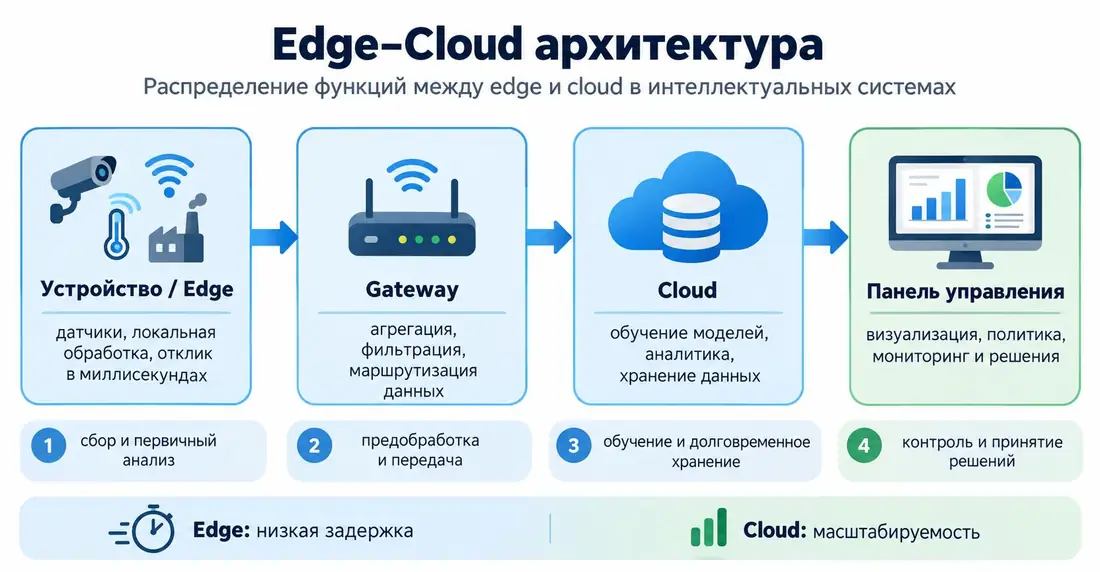 Edge–Cloud архитектура
Распределение функций между edge и cloud в интеллектуальных системах
Устройство / Edge
датчики, локальная
обработка, отклик
в миллисекундах
Gateway
агрегация,
фильтрация,
маршрутизация
данных
Cloud
обучение моделей,
аналитика,
хранение данных
Панель управления
визуализация, политика,
мониторинг и решения
1
сбор и первичный
анализ
2
предобработка
и передача
3
обучение и долговременное
хранение
4
контроль и принятие
решений
Edge: низкая задержка
Cloud: масштабируемость